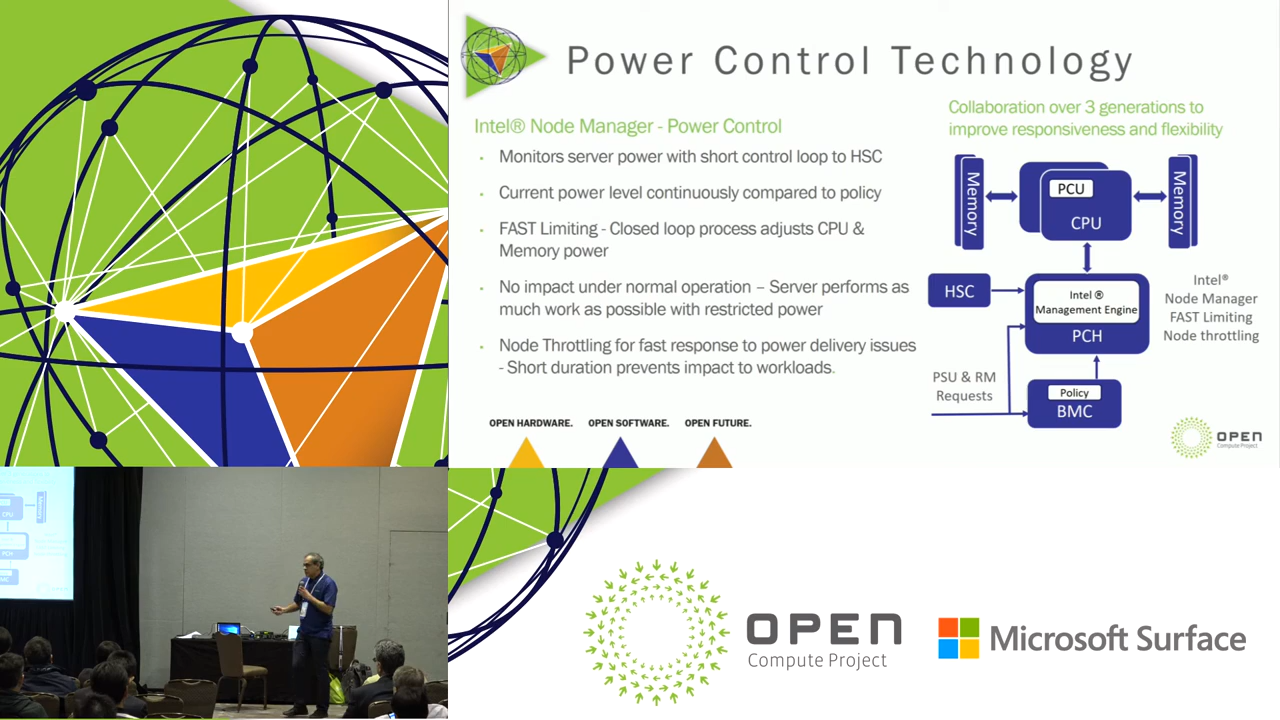 Power Control Technology
Intel® Node Manager - Power Control
• Monitors server power with short control loop to HSC
• Current power level continuously compared to policy
• FAST Limiting - Closed loop process adjusts CPU &
Memory power
• No impact under normal operation – Server performs as
much work as possible with restricted power
• Node Throttling for fast response to power delivery issues
- Short duration prevents impact to workloads.
Collaboration over 3 generations to
improve responsiveness and flexibility
Memory
PCU
CPU
Memory
HSC
Intel ®
Management Engine
PCH
Intel®
Node Manager
FAST Limiting
Node throttling
PSU & RM
Requests
Policy
BMC
OPEN HARDWARE.
OPEN SOFTWARE.
OPEN FUTURE.
OPEN
Compute Project
CPU
PCH
OPEN
Compute Project
Microsoft Surface